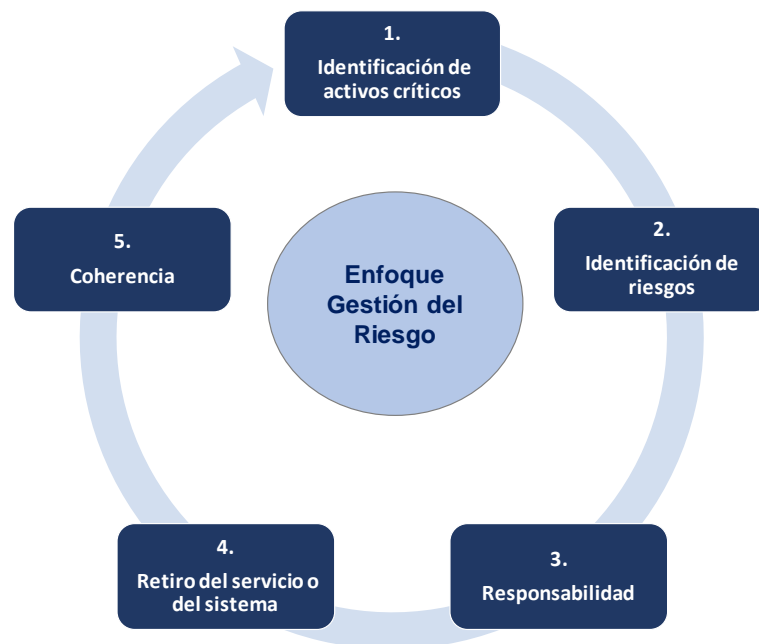 1.
Identificación de
activos críticos
2.
Identificación de
riesgos
3.
Responsabilidad
4.
Retiro del servicio o
del sistema
5.
Coherencia
Enfoque
Gestión del
Riesgo